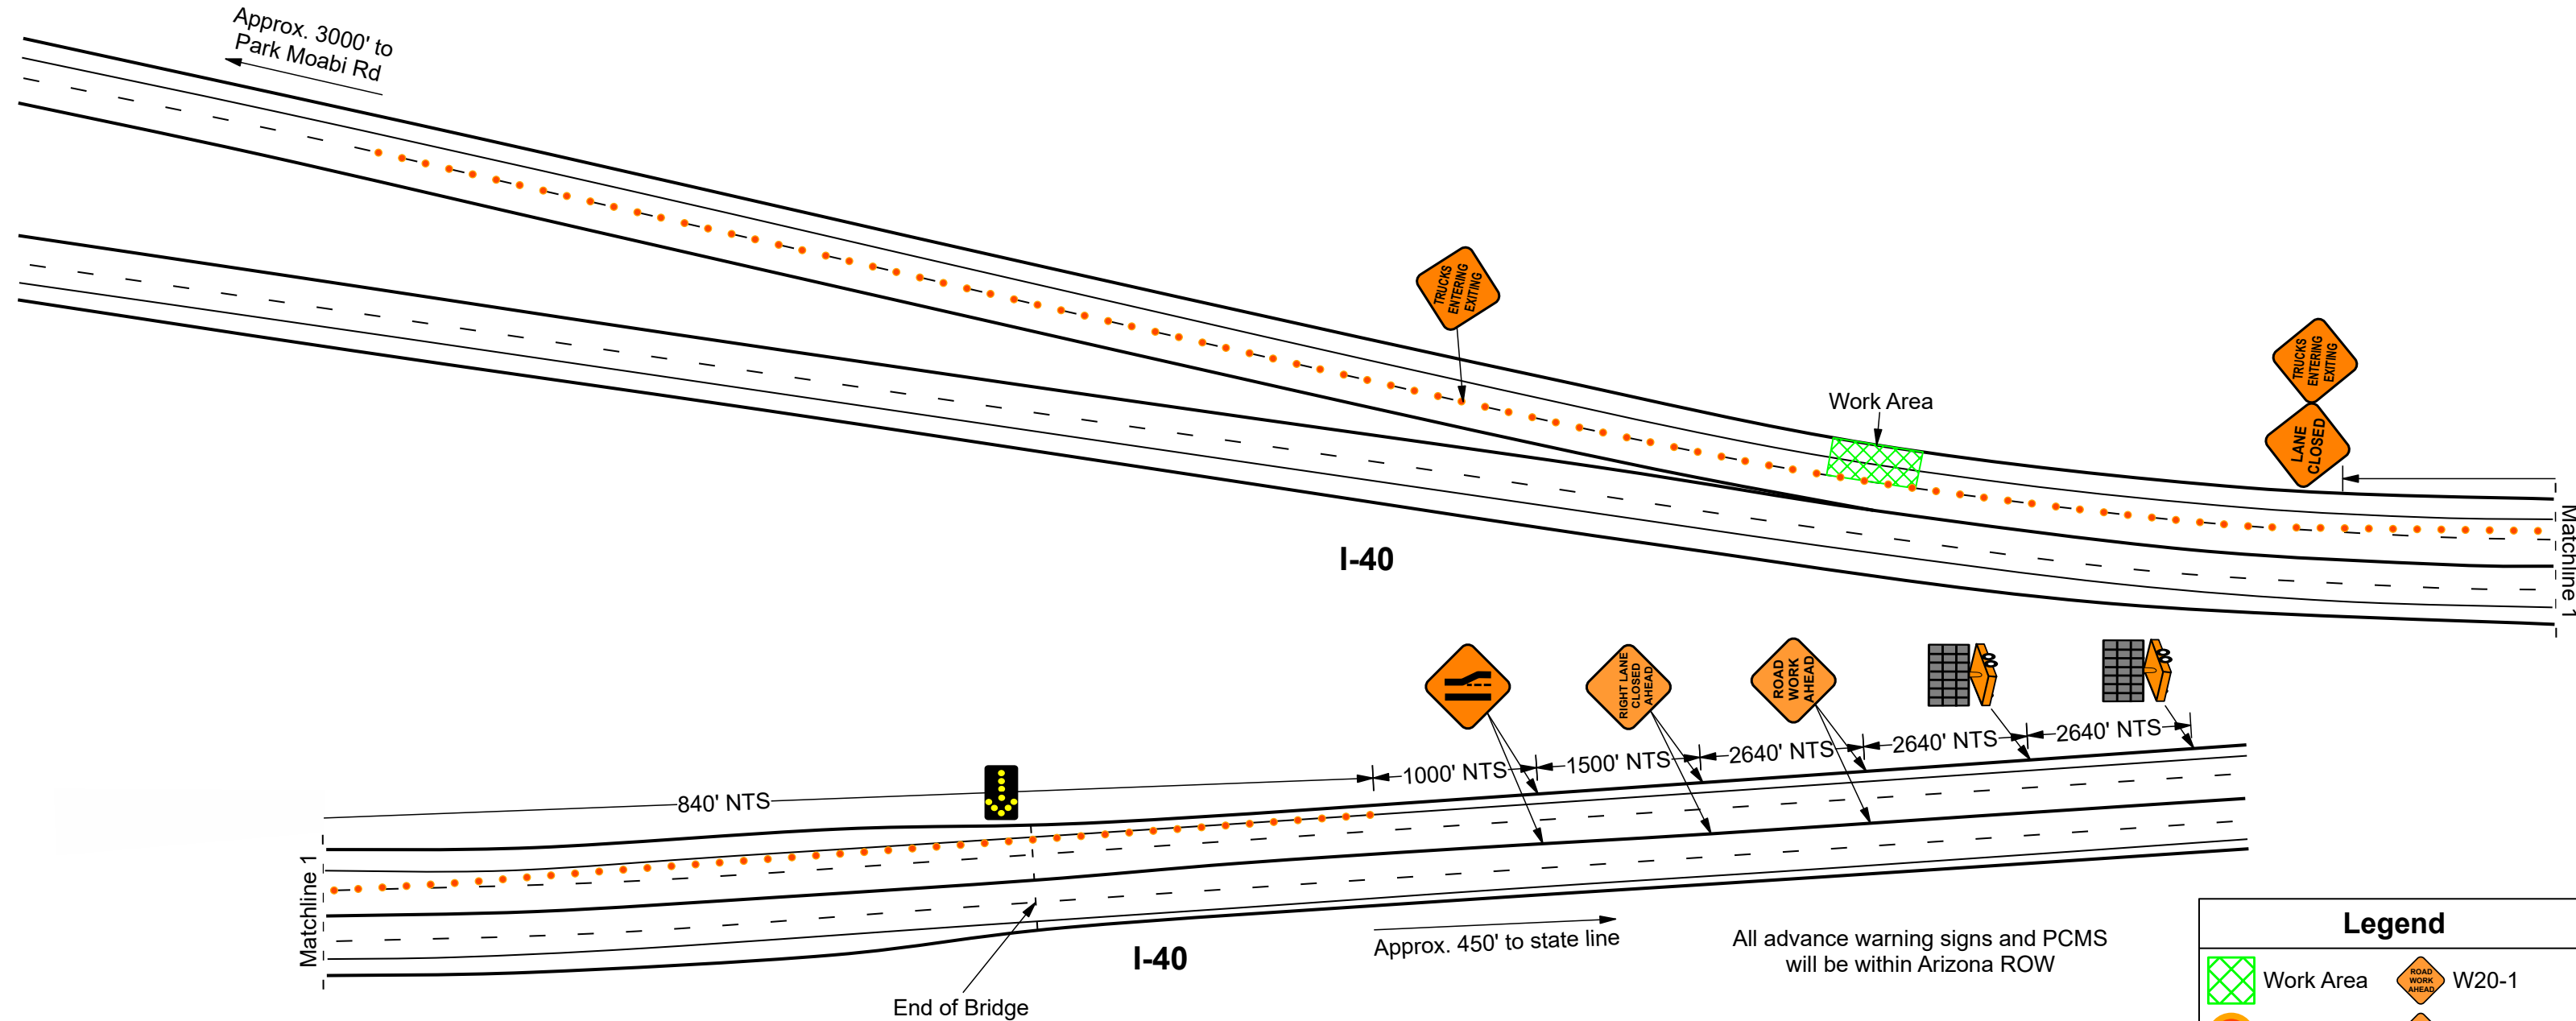 Approx. 3000' to
Park Moabi Rd
TRUCKS
ENTERING
EXITING
Work Area
TRUCKS
ENTERING
EXITING
LANE
CLOSED
Matchline 1
I-40
RIGHT LANE
CLOSED
AHEAD
ROAD
WORK
AHEAD
840' NTS
1000' NTS
1500' NTS
2640' NTS
2640' NTS
2640' NTS
Matchline 1
End of Bridge
I-40
Approx. 450' to state line
All advance warning signs and PCMS
will be within Arizona ROW
Legend
Work Area
ROAD
WORK
AHEAD
W20-1